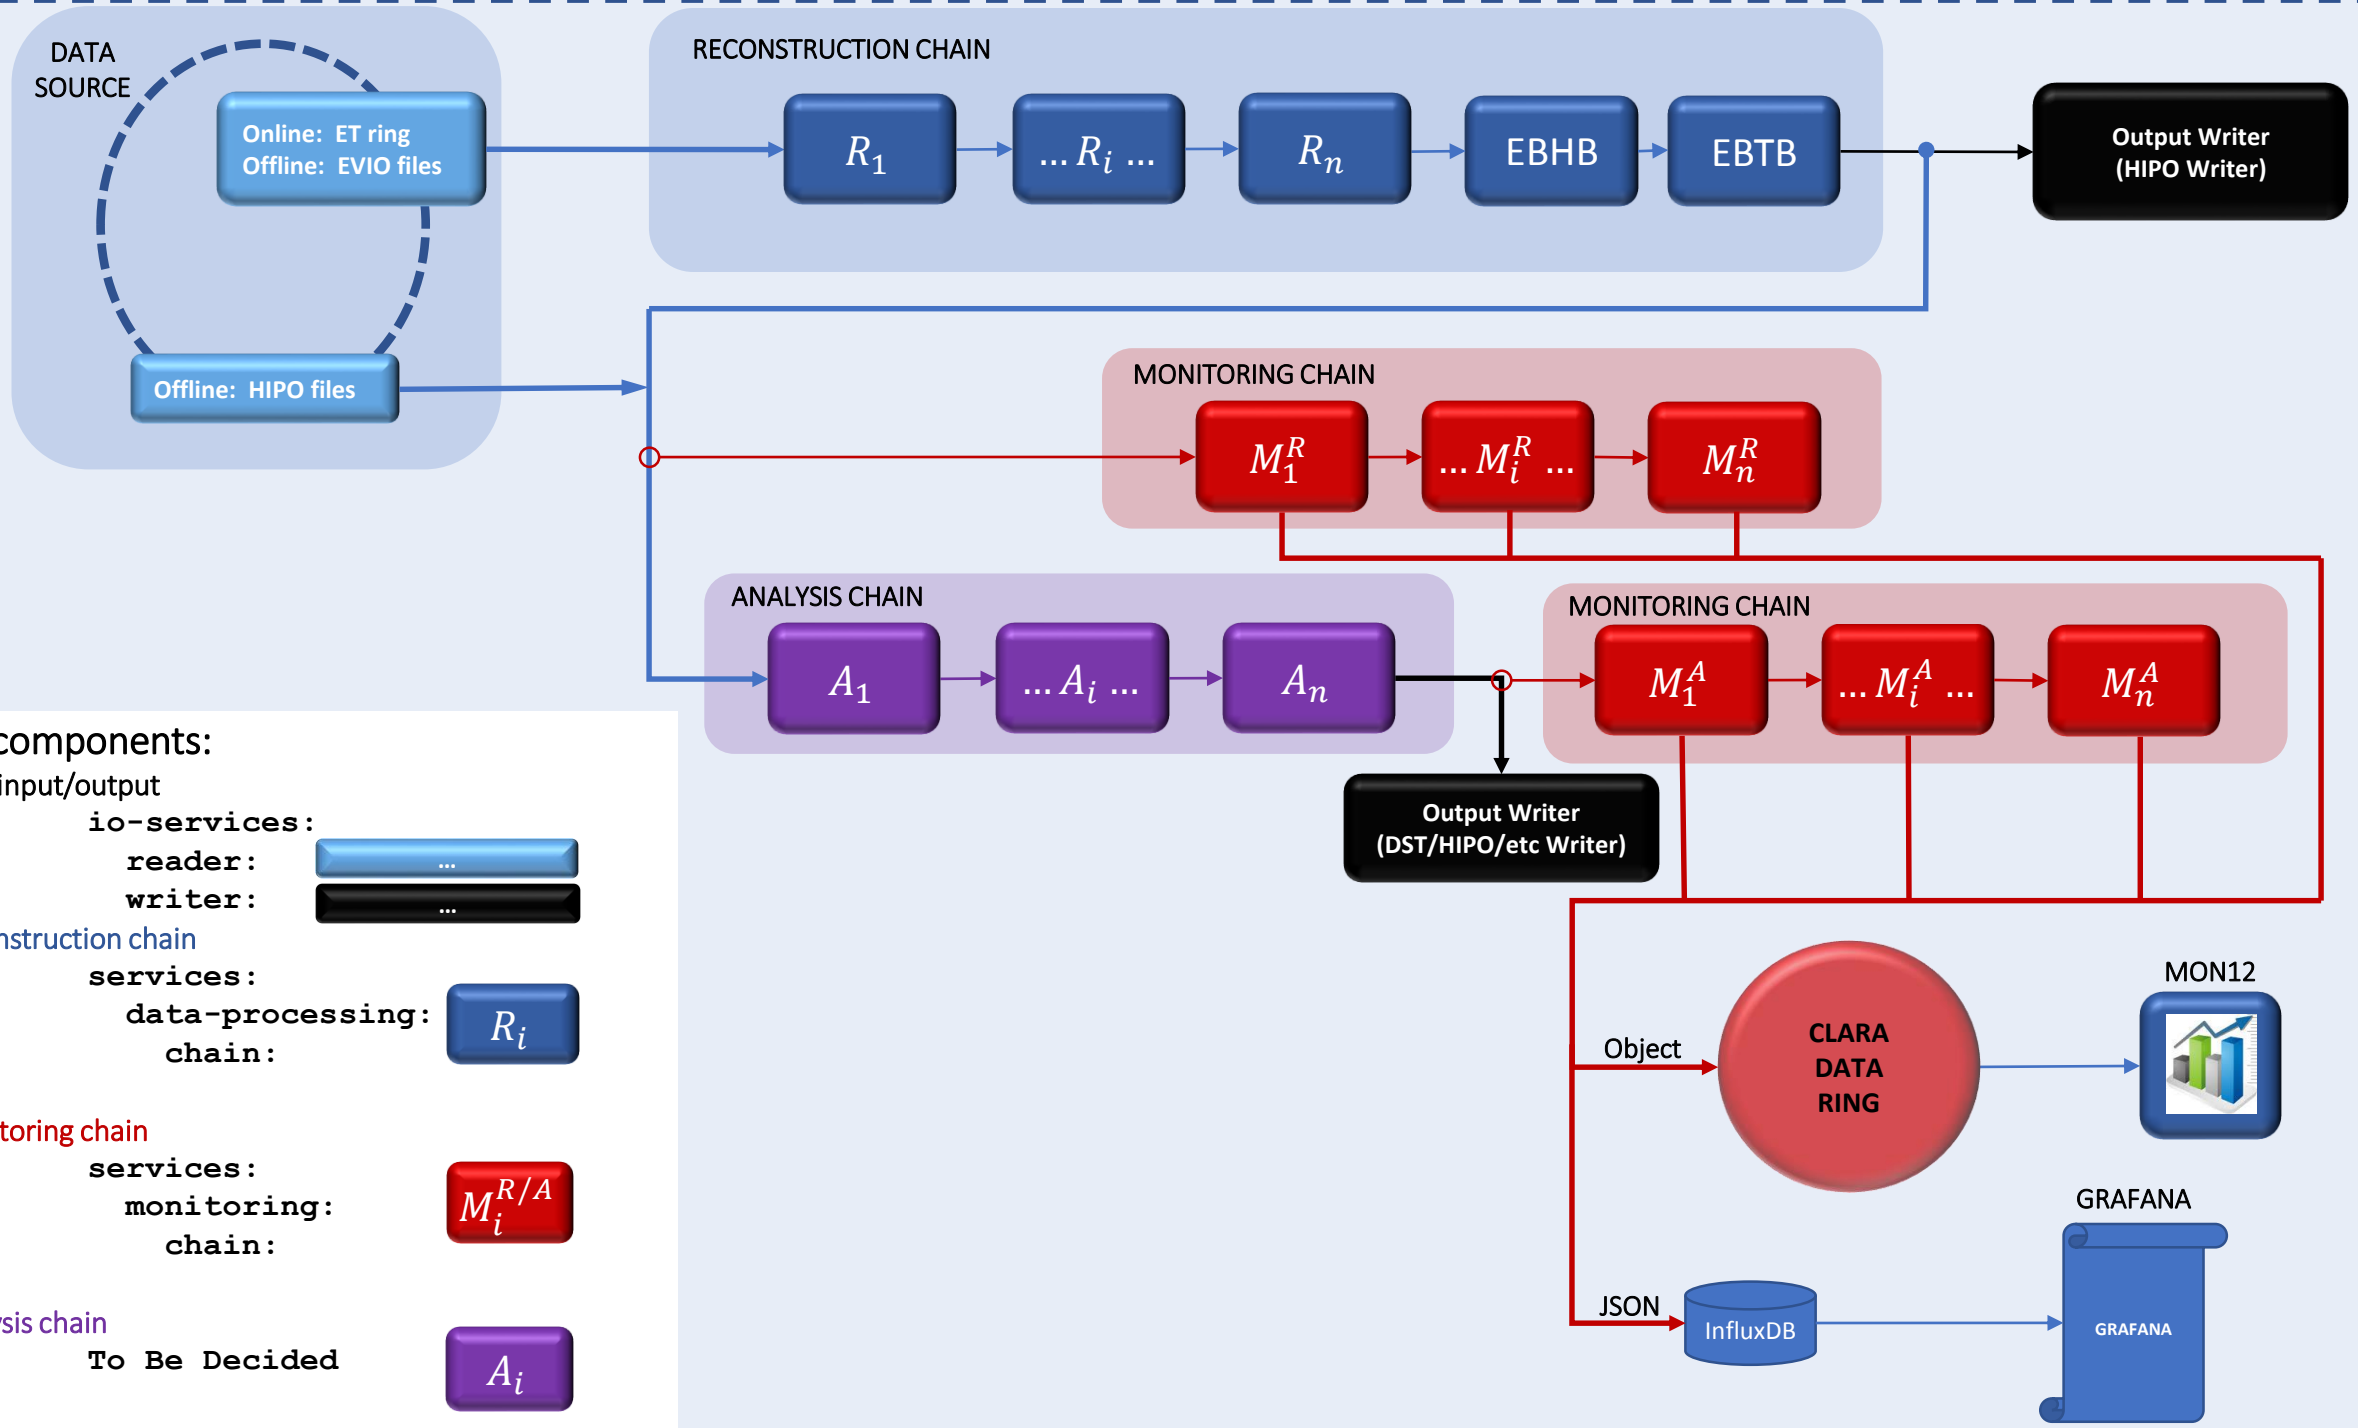 DATA
SOURCE
Online: ET ring
Offline: EVIO files
Offline: HIPO files
RECONSTRUCTION CHAIN
R₁
... Rᵢ ...
Rₙ
EBHB
EBTB
Output Writer
(HIPO Writer)
MONITORING CHAIN
M₁ᴿ
... Mᵢᴿ ...
Mₙᴿ
ANALYSIS CHAIN
A₁
... Aᵢ ...
Aₙ
MONITORING CHAIN
M₁ᴬ
... Mᵢᴬ ...
Mₙᴬ
Output Writer
(DST/HIPO/etc Writer)
components:
input/output
io-services:
reader:
...
writer:
...
nstruction chain
services:
data-processing:
chain:
Rᵢ
toring chain
services:
monitoring:
chain:
Mᵢᴿ/ᴬ
sis chain
To Be Decided
Aᵢ
Object
CLARA
DATA
RING
MON12
JSON
InfluxDB
GRAFANA
GRAFANA